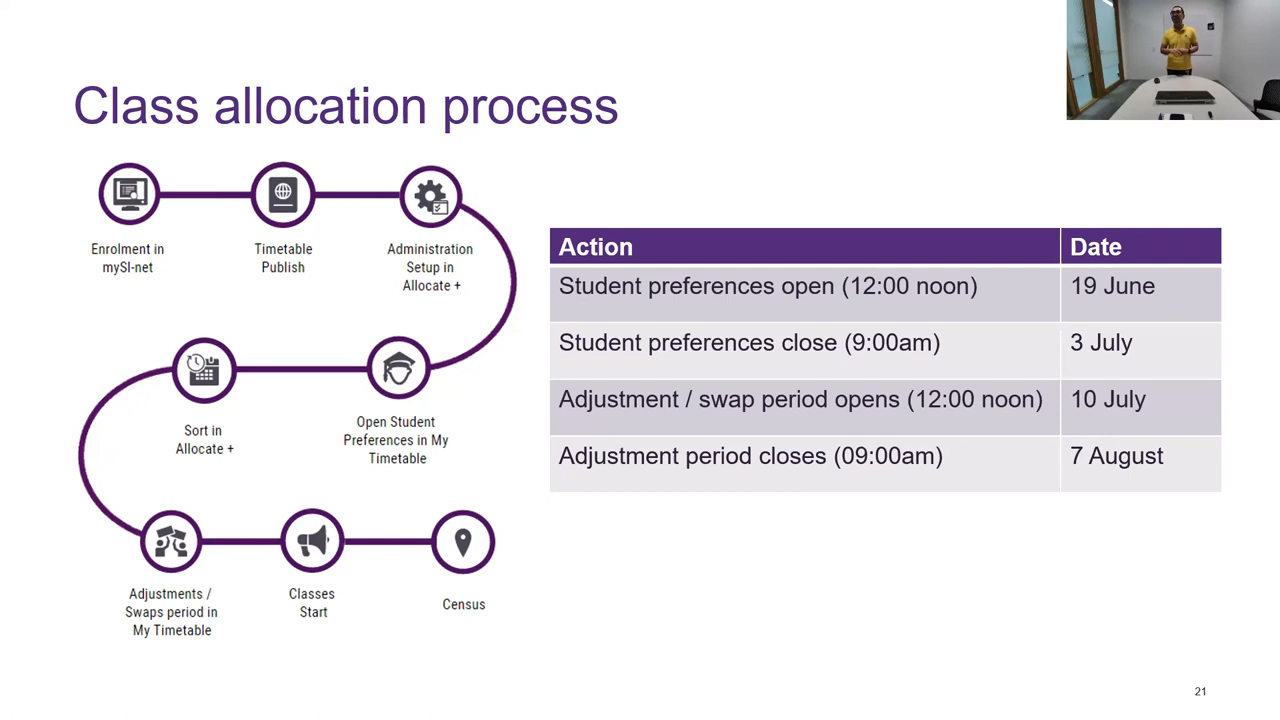 Class allocation process
Enrolment in
mySI-net
Timetable
Publish
Administration
Setup in
Allocate +
Sort in
Allocate +
Open Student
Preferences in My
Timetable
Adjustments /
Swaps period in
My Timetable
Classes
Start
Census
Action Date
Student preferences open (12:00 noon) 19 June
Student preferences close (9:00am) 3 July
Adjustment / swap period opens (12:00 noon) 10 July
Adjustment period closes (09:00am) 7 August
21